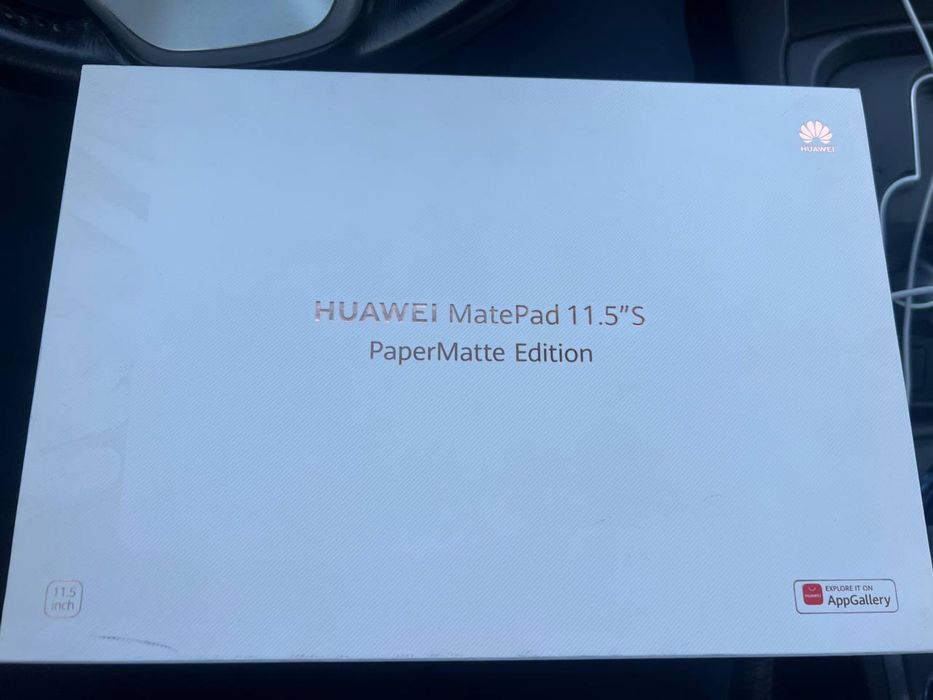 HUAWEI
HUAWEI MatePad 11.5”S
PaperMatte Edition
11.5
inch
HUAWEI
EXPLORE IT ON
AppGallery